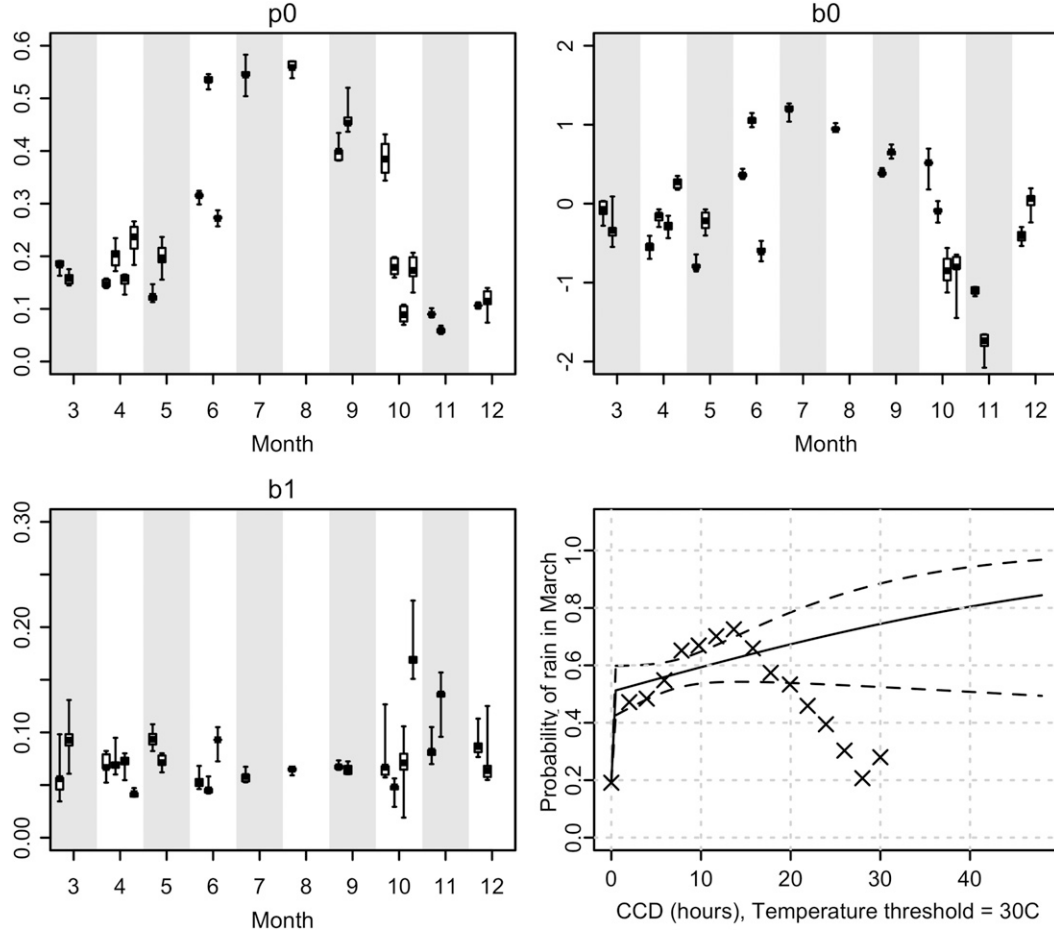 p0
0.0 0.1 0.2 0.3 0.4 0.5 0.6
3 4 5 6 7 8 9 10 11 12
Month
b0
-2 -1 0 1 2
3 4 5 6 7 8 9 10 11 12
Month
b1
0.00 0.10 0.20 0.30
3 4 5 6 7 8 9 10 11 12
Month
Probability of rain in March
0.0 0.2 0.4 0.6 0.8 1.0
0 10 20 30 40
CCD (hours), Temperature threshold = 30C